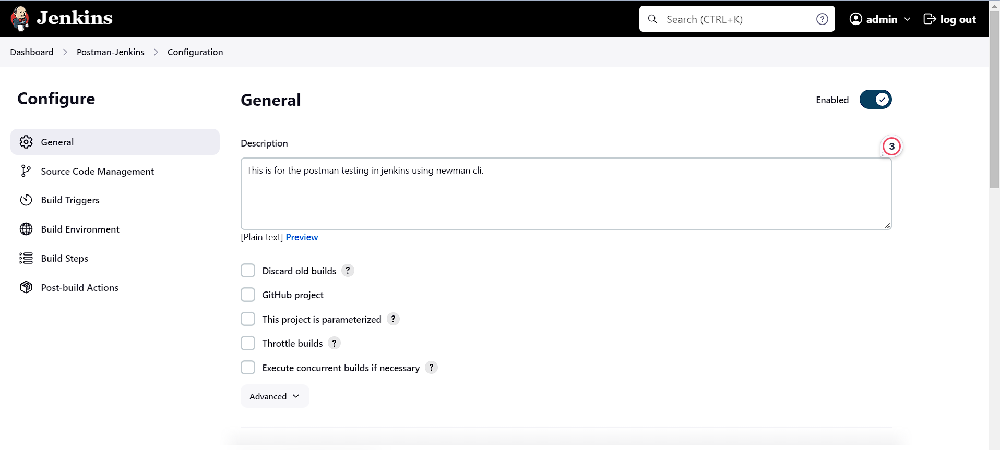 Jenkins
Search (CTRL+K)
?
admin
log out
Dashboard
Postman-Jenkins
Configuration
Configure
General
Source Code Management
Build Triggers
Build Environment
Build Steps
Post-build Actions
General
Enabled
Description
3
This is for the postman testing in jenkins using newman cli.
[Plain text] Preview
Discard old builds ?
GitHub project
This project is parameterized ?
Throttle builds ?
Execute concurrent builds if necessary ?
Advanced